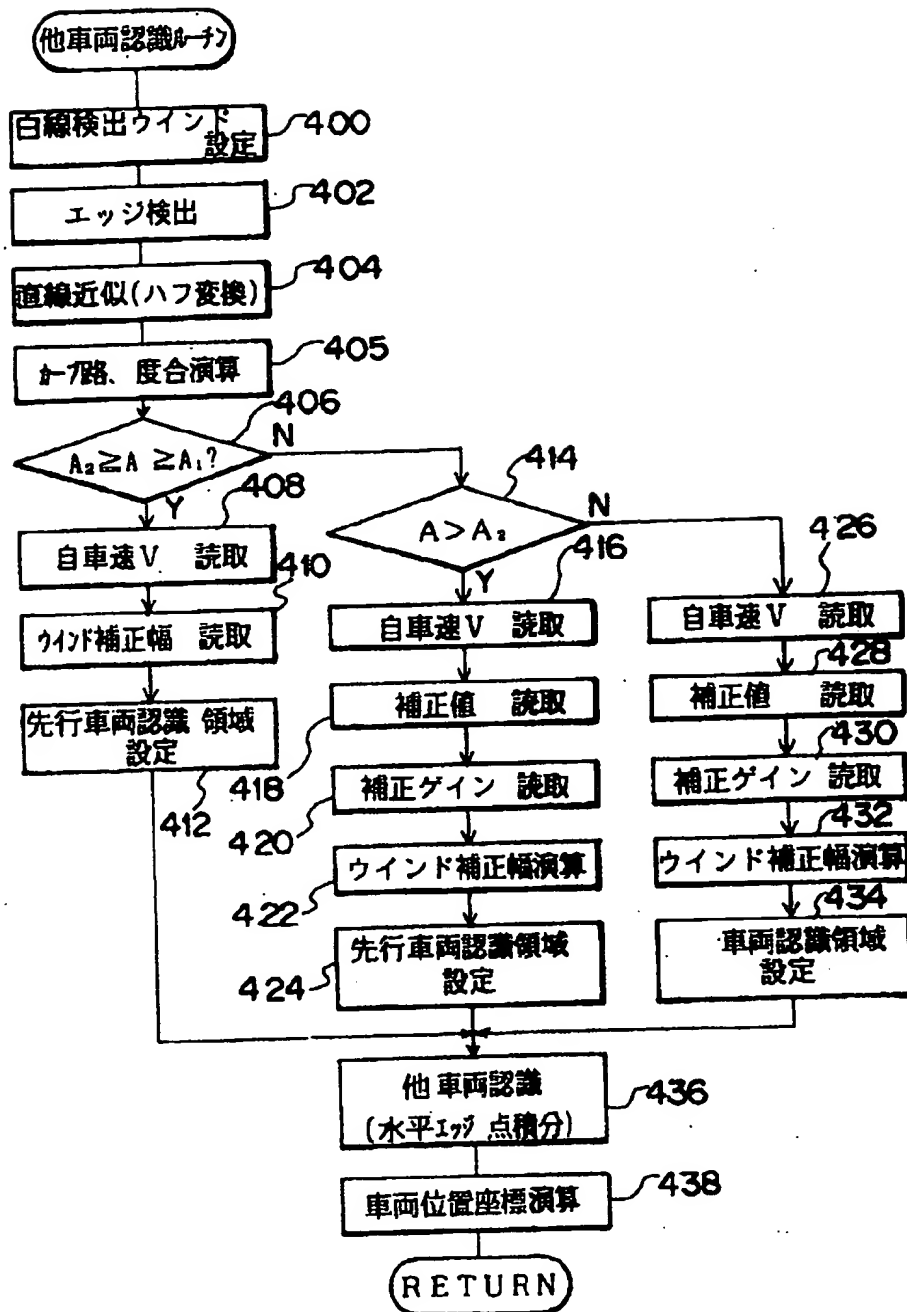 他車両認識ルーチン
白線検出ウインド
設定
400
エッジ検出
402
直線近似(ハフ変換)
404
カーブ路、度合演算
405
A₂≧A≧A₁?
406
N
Y
自車速V 読取
408
ウインド補正幅 読取
410
先行車両認識 領域
設定
412
A>A₂
414
N
Y
自車速V 読取
416
補正値 読取
418
補正ゲイン 読取
420
ウインド補正幅演算
422
先行車両認識領域
設定
424
自車速V 読取
426
補正値 読取
428
補正ゲイン 読取
430
ウインド補正幅演算
432
車両認識領域
設定
434
他車両認識
(水平エッジ 点積分)
436
車両位置座標演算
438
RETURN